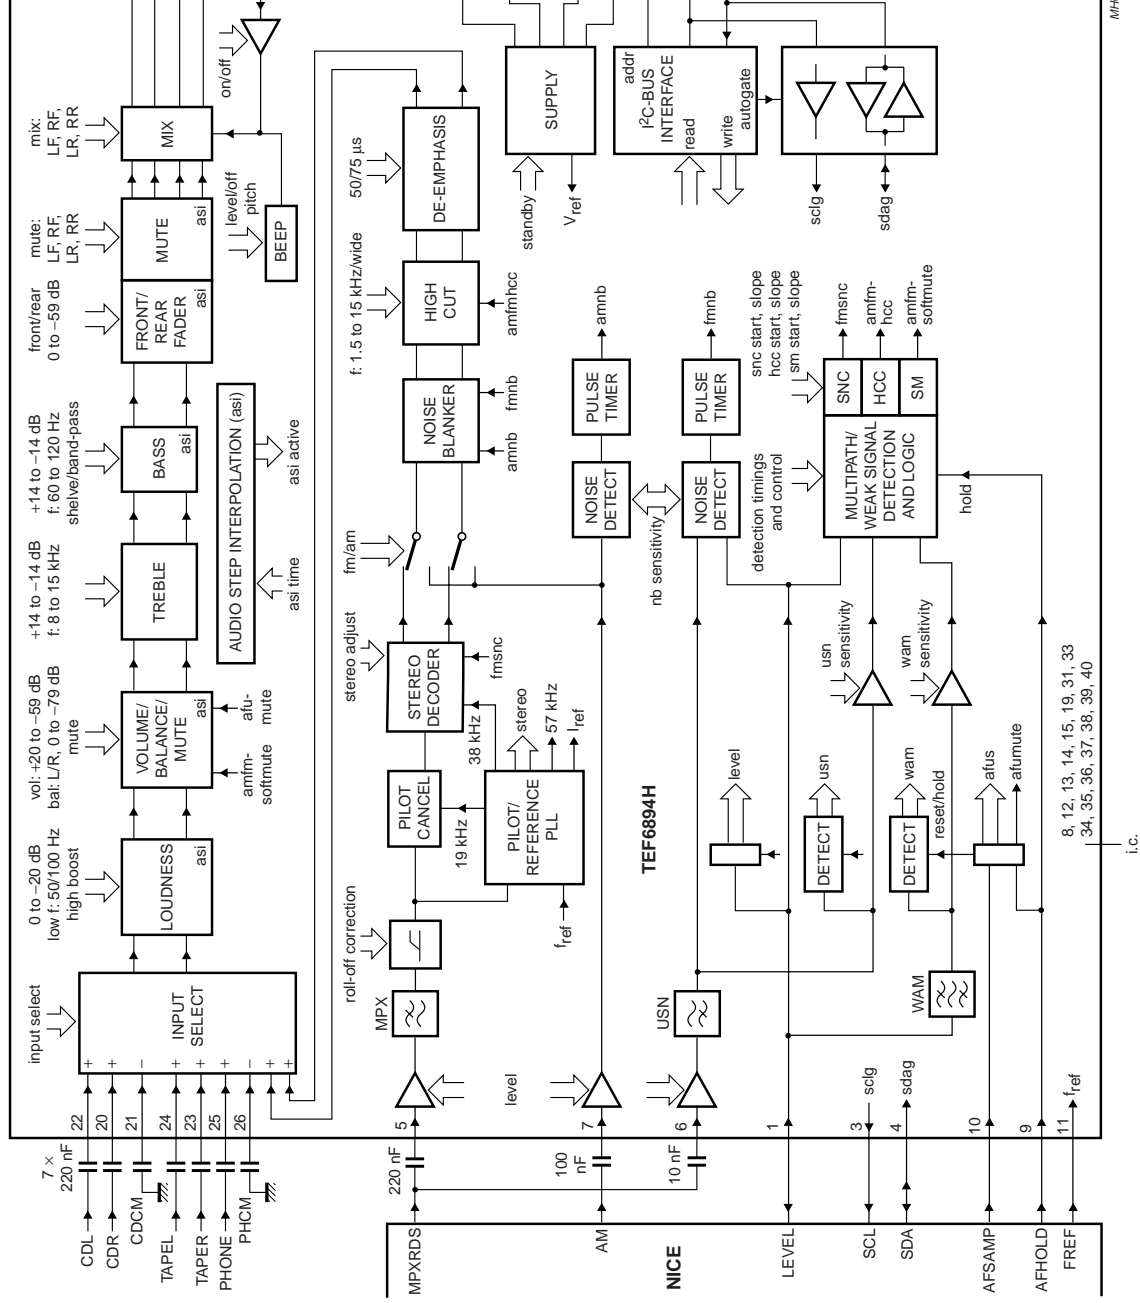 mix:
LF, RF,
LR, RR
mute:
LF, RF,
LR, RR
front/rear
0 to −59 dB
+14 to −14 dB
f: 60 to 120 Hz
shelve/band-pass
+14 to −14 dB
f: 8 to 15 kHz
vol: +20 to −59 dB
bal: L/R, 0 to −79 dB
mute
0 to −20 dB
low f: 50/100 Hz
high boost
input select
MIX
MUTE
asi
FRONT/
REAR
FADER
asi
BASS
asi
TREBLE
VOLUME/
BALANCE/
MUTE
asi
LOUDNESS
asi
INPUT
SELECT
+
+
−
+
+
+
−
+
+
on/off
level/off
pitch
BEEP
AUDIO STEP INTERPOLATION (asi)
asi active
asi time
afu-
mute
amfm-
softmute
50/75 μs
DE-EMPHASIS
f: 1.5 to 15 kHz/wide
HIGH
CUT
amfmhcc
NOISE
BLANKER
fmnb
amnb
fm/am
stereo adjust
STEREO
DECODER
fmsnc
38 kHz
PILOT
CANCEL
19 kHz
PILOT/
REFERENCE
PLL
stereo
57 kHz
Iref
fref
roll-off correction
MPX
level
SUPPLY
standby
Vref
addr
I2C-BUS
INTERFACE
read
write
autogate
sclg
sdag
amnb
PULSE
TIMER
NOISE
DETECT
fmnb
PULSE
TIMER
NOISE
DETECT
nb sensitivity
snc start, slope
hcc start, slope
sm start, slope
fmsnc
amfm-
hcc
amfm-
softmute
SNC
HCC
SM
MULTIPATH/
WEAK SIGNAL
DETECTION
AND LOGIC
detection timings
and control
hold
usn
sensitivity
wam
sensitivity
TEF6894H
level
usn
wam
DETECT
DETECT
reset/hold
afus
afumute
USN
WAM
8, 12, 13, 14, 15, 19, 31, 33
34, 35, 36, 37, 38, 39, 40
i.c.
sclg
sdag
fref
22
20
21
24
23
25
26
5
7
6
1
3
4
10
9
11
7 ×
220 nF
220 nF
100
nF
10 nF
CDL
CDR
CDCM
TAPEL
TAPER
PHONE
PHCM
MPXRDS
AM
NICE
LEVEL
SCL
SDA
AFSAMP
AFHOLD
FREF